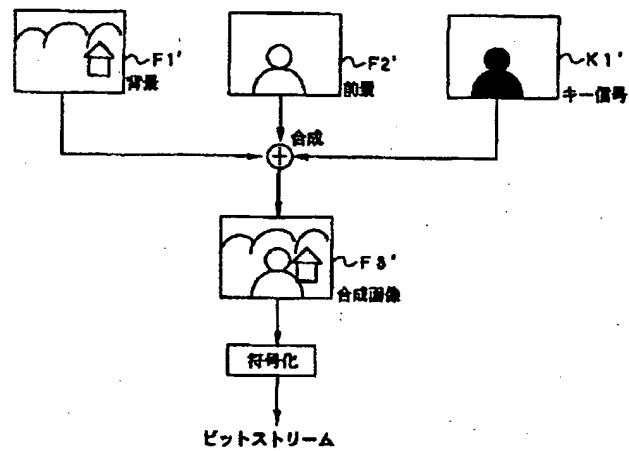 F1'
背景
F2'
前景
K1'
キー信号
合成
F3'
合成画像
符号化
ビットストリーム